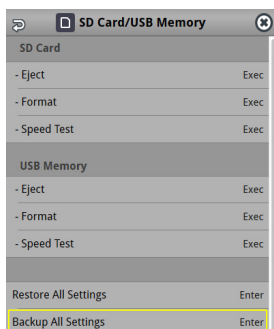 SD Card/USB Memory
SD Card
- Eject Exec
- Format Exec
- Speed Test Exec
USB Memory
- Eject Exec
- Format Exec
- Speed Test Exec
Restore All Settings Enter
Backup All Settings Enter